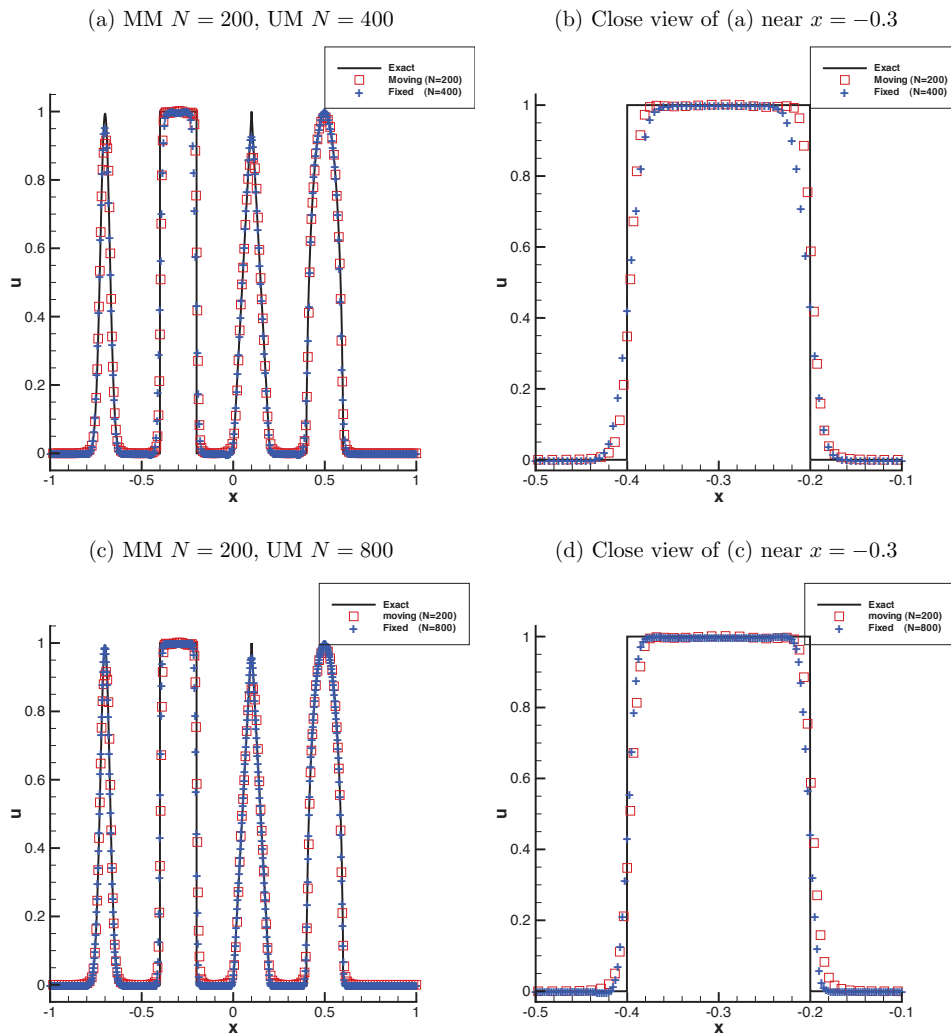 (a) MM N = 200, UM N = 400
Exact
Moving (N=200)
Fixed (N=400)
1
0.8
0.6
0.4
0.2
0
u
-1 -0.5 0 0.5 1
x
(b) Close view of (a) near x = −0.3
Exact
Moving (N=200)
Fixed (N=400)
1
0.8
0.6
0.4
0.2
0
u
-0.5 -0.4 -0.3 -0.2 -0.1
x
(c) MM N = 200, UM N = 800
Exact
moving (N=200)
Fixed (N=800)
1
0.8
0.6
0.4
0.2
0
u
-1 -0.5 0 0.5 1
x
(d) Close view of (c) near x = −0.3
Exact
moving (N=200)
Fixed (N=800)
1
0.8
0.6
0.4
0.2
0
u
-0.5 -0.4 -0.3 -0.2 -0.1
x